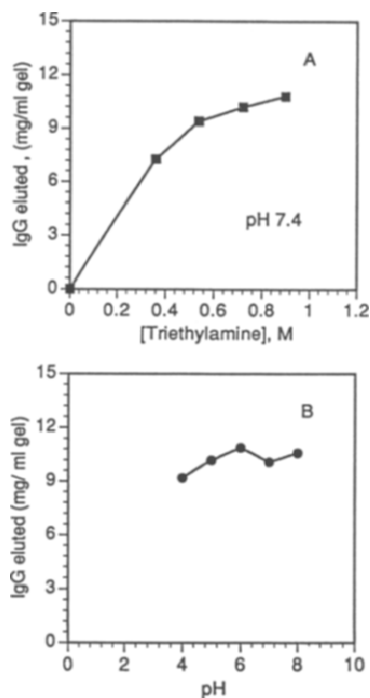 15
A
12
9
6
3
0
IgG eluted , (mg/ml gel)
pH 7.4
0 0.2 0.4 0.6 0.8 1 1.2
[Triethylamine], M
15
B
12
9
6
3
0
IgG eluted (mg/ ml gel)
0 2 4 6 8 10
pH